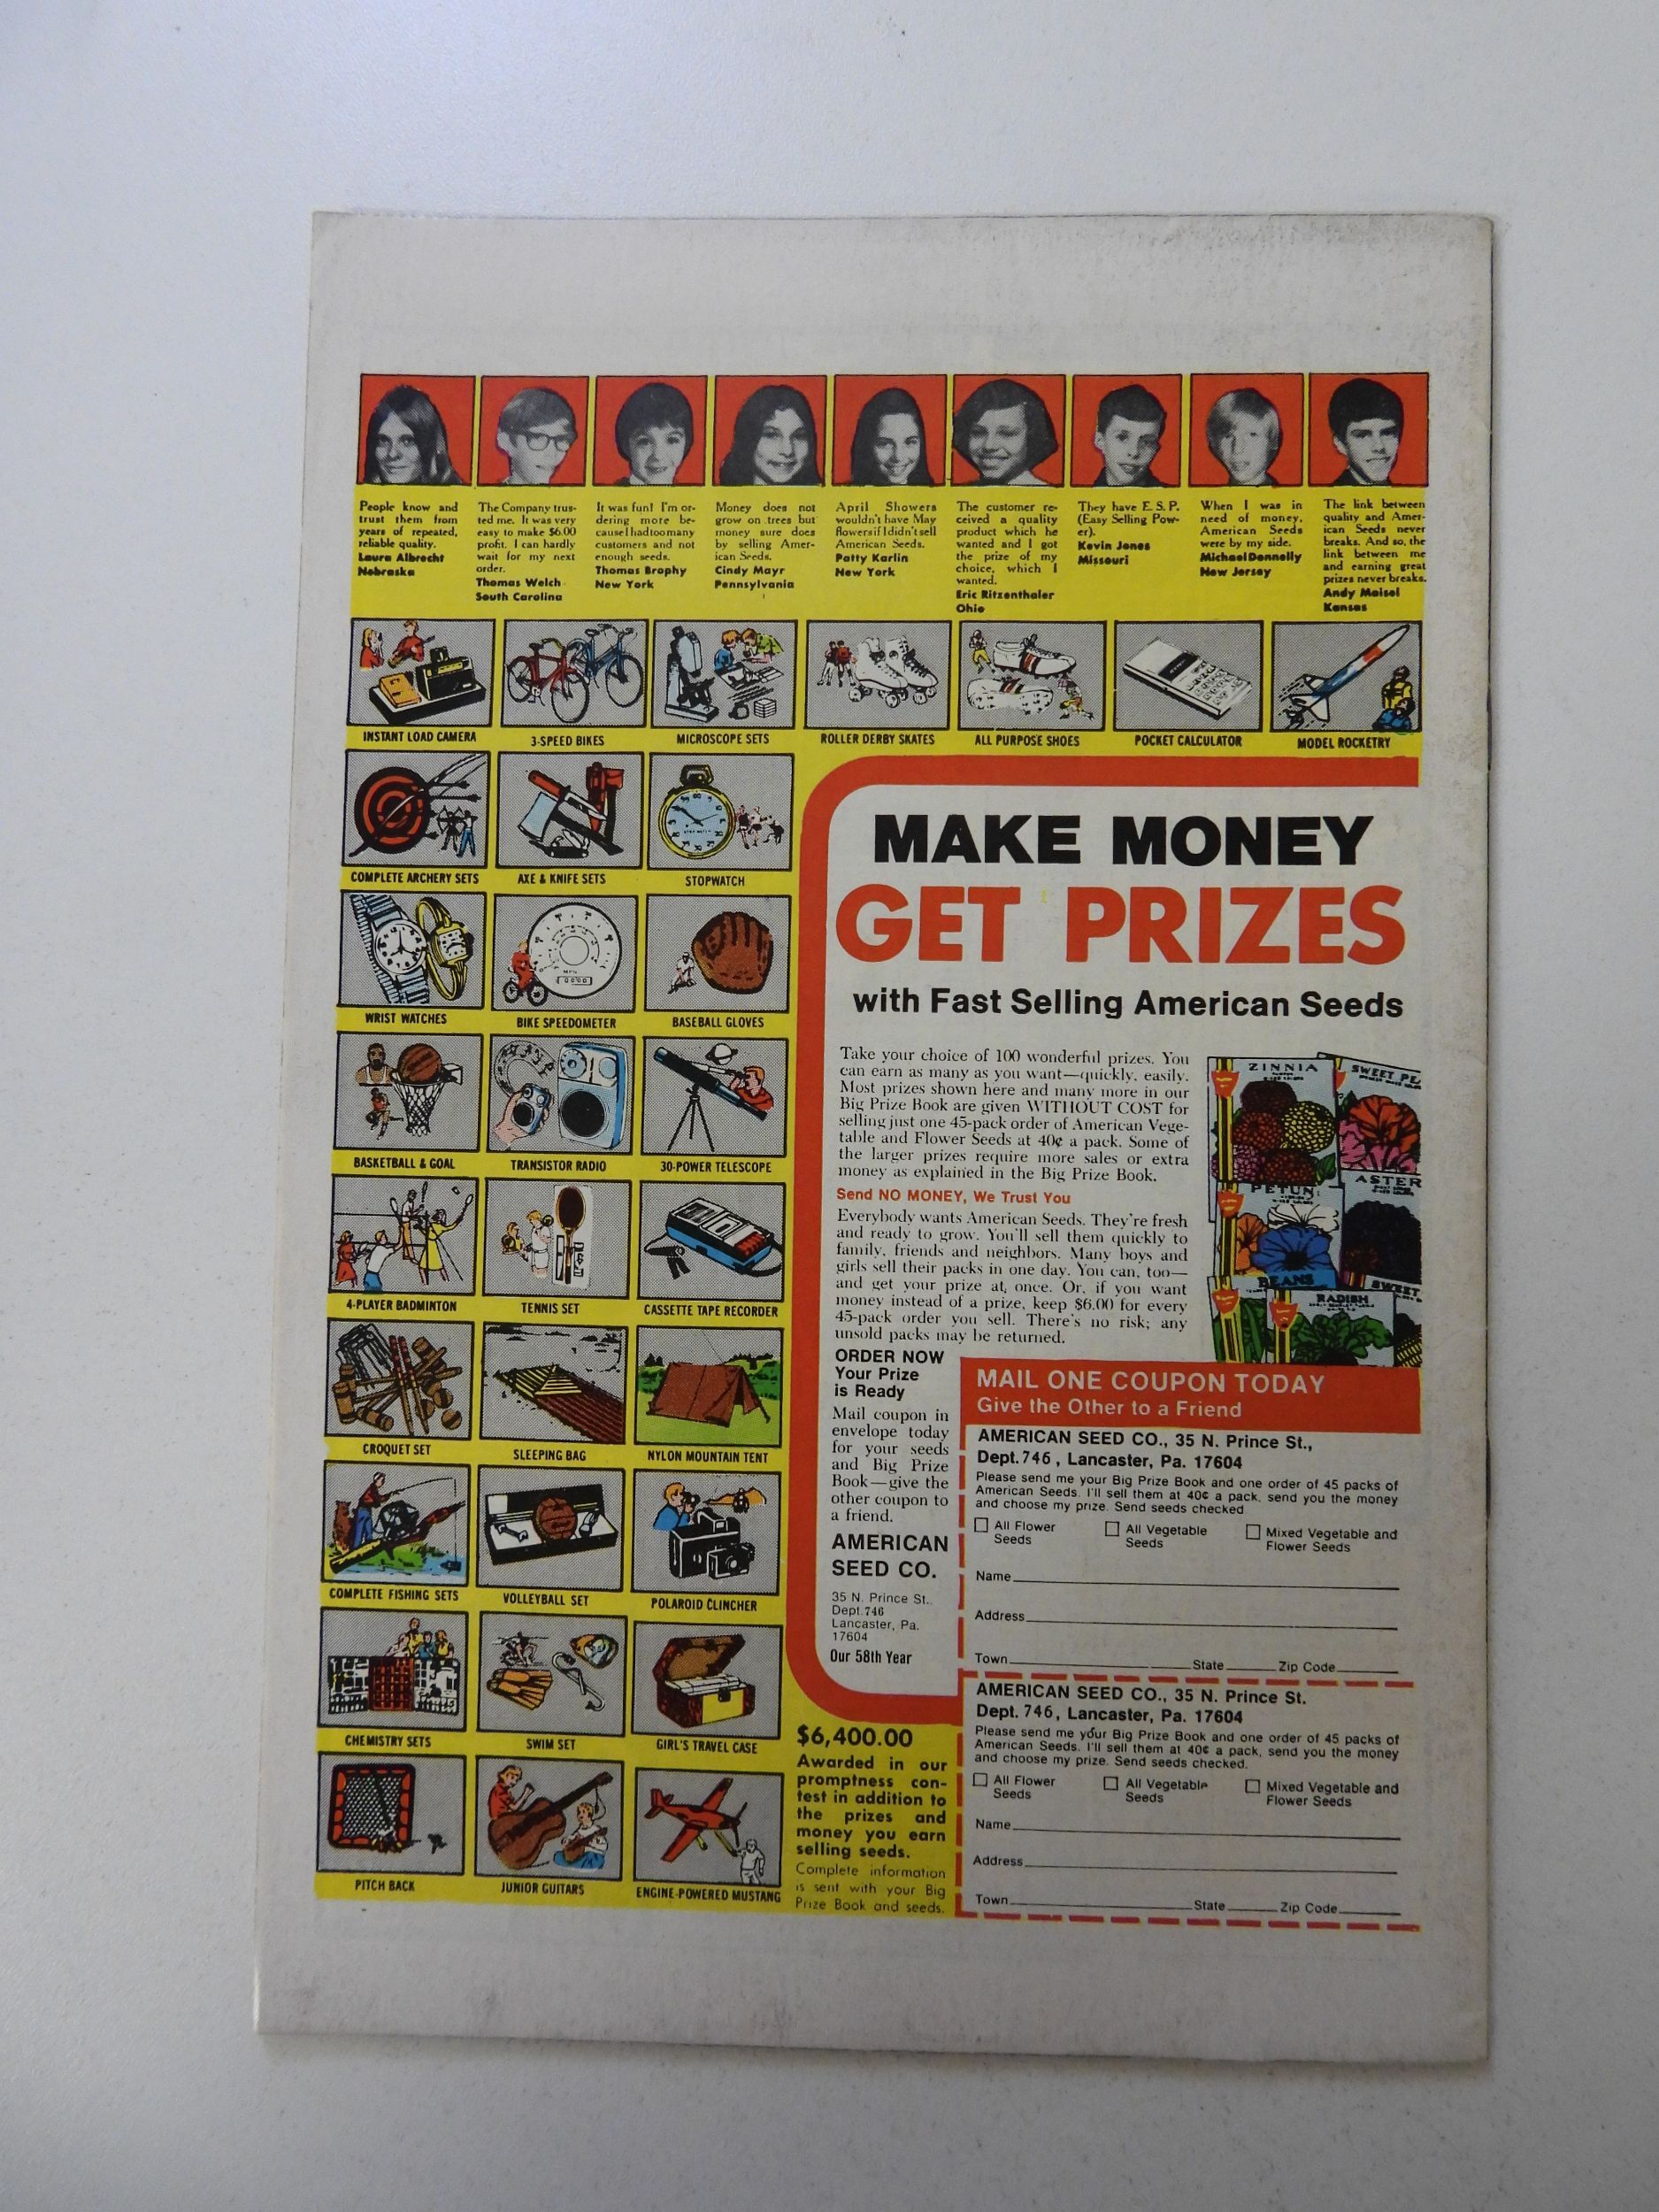 People know and
trust them from
years of repeated,
reliable quality.
Laura Albrecht
Nebraska
The Company trus-
ted me. It was very
easy to make $6.00
profit. I can hardly
wait for my next
order.
Thomas Welch
South Carolina
It was fun! I'm or-
dering more be-
cause I had too many
customers and not
enough seeds.
Thomas Brophy
New York
Money does not
grow on trees but
money sure does
by selling Amer-
ican Seeds.
Cindy Mayr
Pennsylvania
April Showers
wouldn't have May
flowers if I didn't sell
American Seeds.
Patty Karlin
New York
The customer re-
ceived a quality
product which he
wanted and I got
the prize of my
choice, which I
wanted.
Eric Ritzenthaler
Ohio
They have E. S. P.
(Easy Selling Pow-
er).
Kevin Jones
Missouri
When I was in
need of money,
American Seeds
were by my side.
Michael Donnelly
New Jersey
The link between
quality and Amer-
ican Seeds never
breaks. And so, the
link between me
and earning great
prizes never breaks.
Andy Maisel
Kansas
INSTANT LOAD CAMERA
3-SPEED BIKES
MICROSCOPE SETS
ROLLER DERBY SKATES
ALL PURPOSE SHOES
POCKET CALCULATOR
MODEL ROCKETRY
COMPLETE ARCHERY SETS
AXE & KNIFE SETS
STOPWATCH
WRIST WATCHES
BIKE SPEEDOMETER
BASEBALL GLOVES
BASKETBALL & GOAL
TRANSISTOR RADIO
30-POWER TELESCOPE
4-PLAYER BADMINTON
TENNIS SET
CASSETTE TAPE RECORDER
CROQUET SET
SLEEPING BAG
NYLON MOUNTAIN TENT
COMPLETE FISHING SETS
VOLLEYBALL SET
POLAROID CLINCHER
CHEMISTRY SETS
SWIM SET
GIRL'S TRAVEL CASE
PITCH BACK
JUNIOR GUITARS
ENGINE-POWERED MUSTANG
MAKE MONEY
GET PRIZES
with Fast Selling American Seeds
Take your choice of 100 wonderful prizes. You
can earn as many as you want—quickly, easily.
Most prizes shown here and many more in our
Big Prize Book are given WITHOUT COST for
selling just one 45-pack order of American Vege-
table and Flower Seeds at 40¢ a pack. Some of
the larger prizes require more sales or extra
money as explained in the Big Prize Book.
Send NO MONEY, We Trust You
Everybody wants American Seeds. They're fresh
and ready to grow. You'll sell them quickly to
family, friends and neighbors. Many boys and
girls sell their packs in one day. You can, too—
and get your prize at once. Or, if you want
money instead of a prize, keep $6.00 for every
45-pack order you sell. There's no risk; any
unsold packs may be returned.
ZINNIA
SWEET PE
PETUN
ASTER
BEANS
RADISH
SWEET
ORDER NOW
Your Prize
is Ready
Mail coupon in
envelope today
for your seeds
and Big Prize
Book—give the
other coupon to
a friend.
AMERICAN
SEED CO.
35 N. Prince St.,
Dept. 746
Lancaster, Pa.
17604
Our 58th Year
$6,400.00
Awarded in our
promptness con-
test in addition to
the prizes and
money you earn
selling seeds.
Complete information
is sent with your Big
Prize Book and seeds.
MAIL ONE COUPON TODAY
Give the Other to a Friend
AMERICAN SEED CO., 35 N. Prince St.,
Dept. 746, Lancaster, Pa. 17604
Please send me your Big Prize Book and one order of 45 packs of
American Seeds. I'll sell them at 40¢ a pack, send you the money
and choose my prize. Send seeds checked.
All Flower Seeds
All Vegetable Seeds
Mixed Vegetable and Flower Seeds
Name
Address
Town State Zip Code
AMERICAN SEED CO., 35 N. Prince St.
Dept. 746, Lancaster, Pa. 17604
Please send me your Big Prize Book and one order of 45 packs of
American Seeds. I'll sell them at 40¢ a pack, send you the money
and choose my prize. Send seeds checked.
All Flower Seeds
All Vegetable Seeds
Mixed Vegetable and Flower Seeds
Name
Address
Town State Zip Code